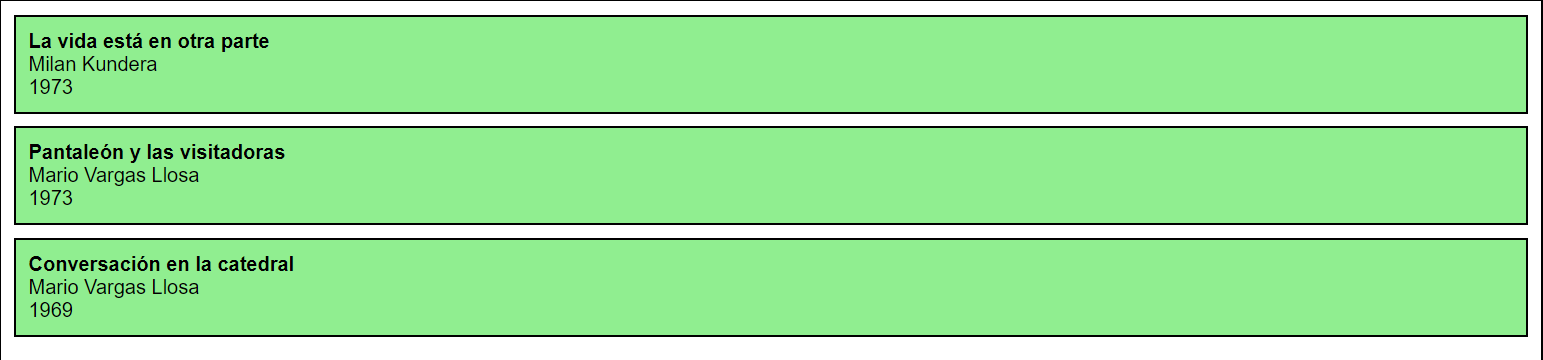 La vida está en otra parte
Milan Kundera
1973
Pantaleón y las visitadoras
Mario Vargas Llosa
1973
Conversación en la catedral
Mario Vargas Llosa
1969